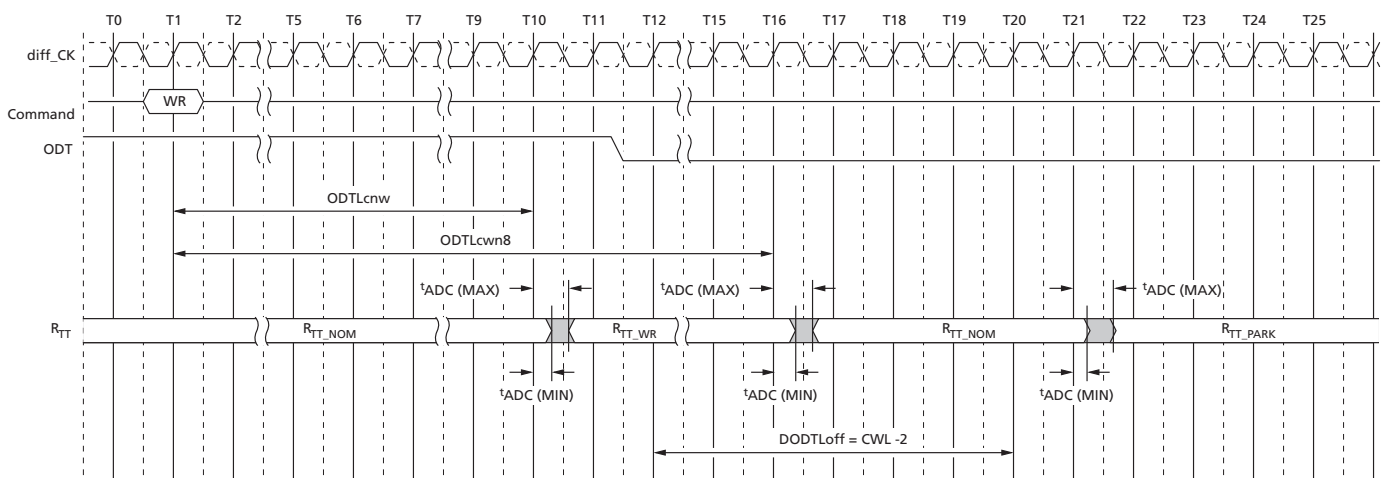 T0 T1 T2 T5 T6 T7 T9 T10 T11 T12 T15 T16 T17 T18 T19 T20 T21 T22 T23 T24 T25
diff_CK
Command WR
ODT
ODTLcnw
ODTLcwn8
tADC (MAX) tADC (MAX) tADC (MAX)
RTT RTT_NOM RTT_WR RTT_NOM RTT_PARK
tADC (MIN) tADC (MIN) tADC (MIN)
DODTLoff = CWL -2